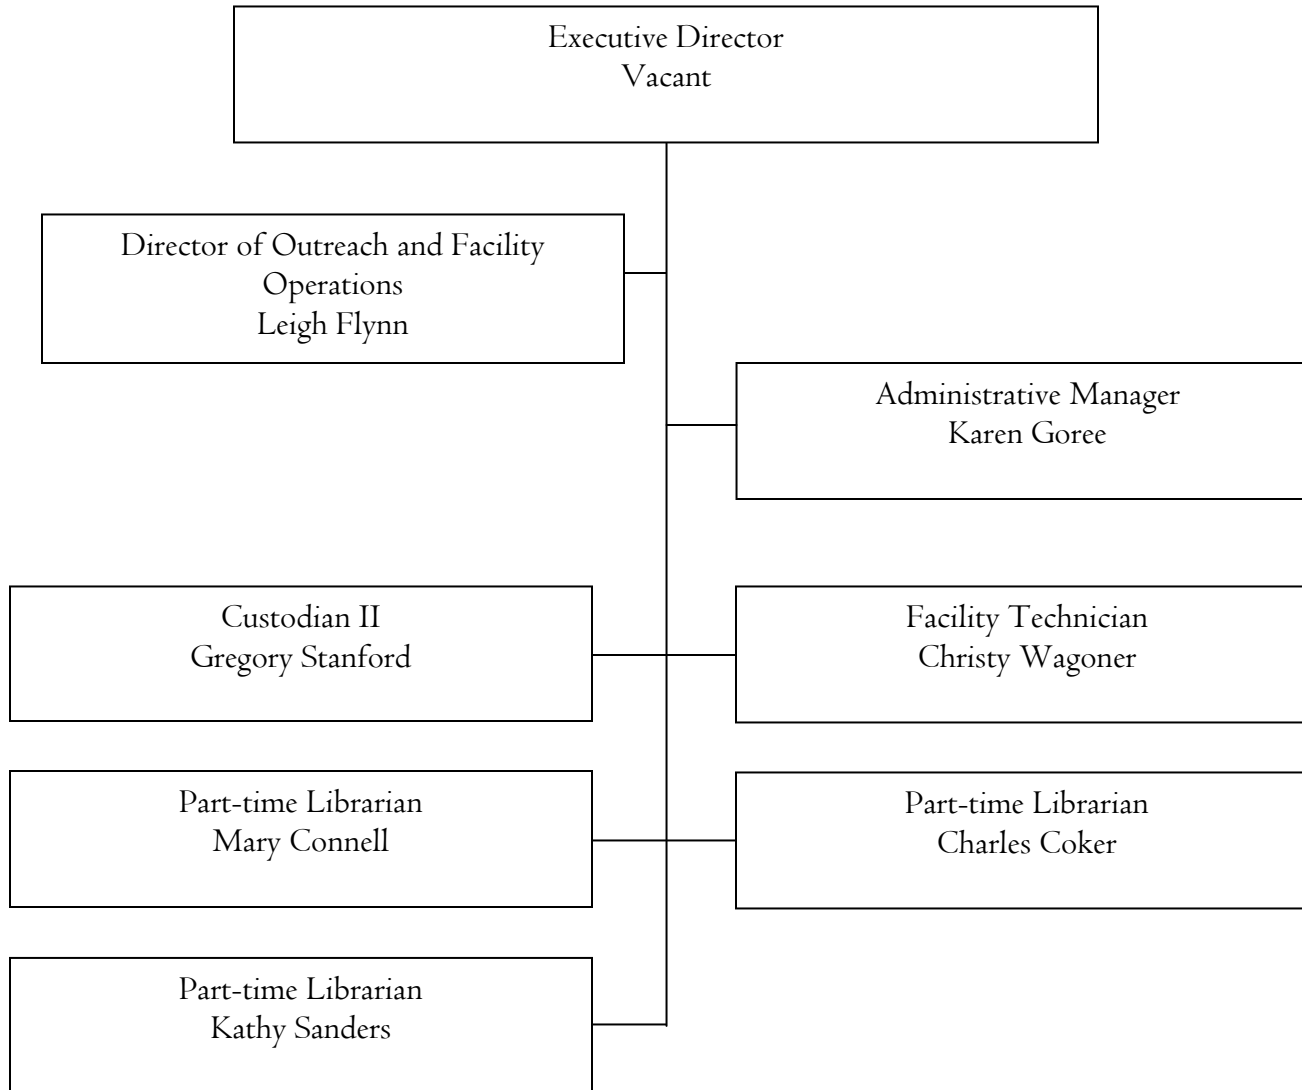 Executive Director
Vacant
Director of Outreach and Facility
Operations
Leigh Flynn
Administrative Manager
Karen Goree
Custodian II
Gregory Stanford
Facility Technician
Christy Wagoner
Part-time Librarian
Mary Connell
Part-time Librarian
Charles Coker
Part-time Librarian
Kathy Sanders